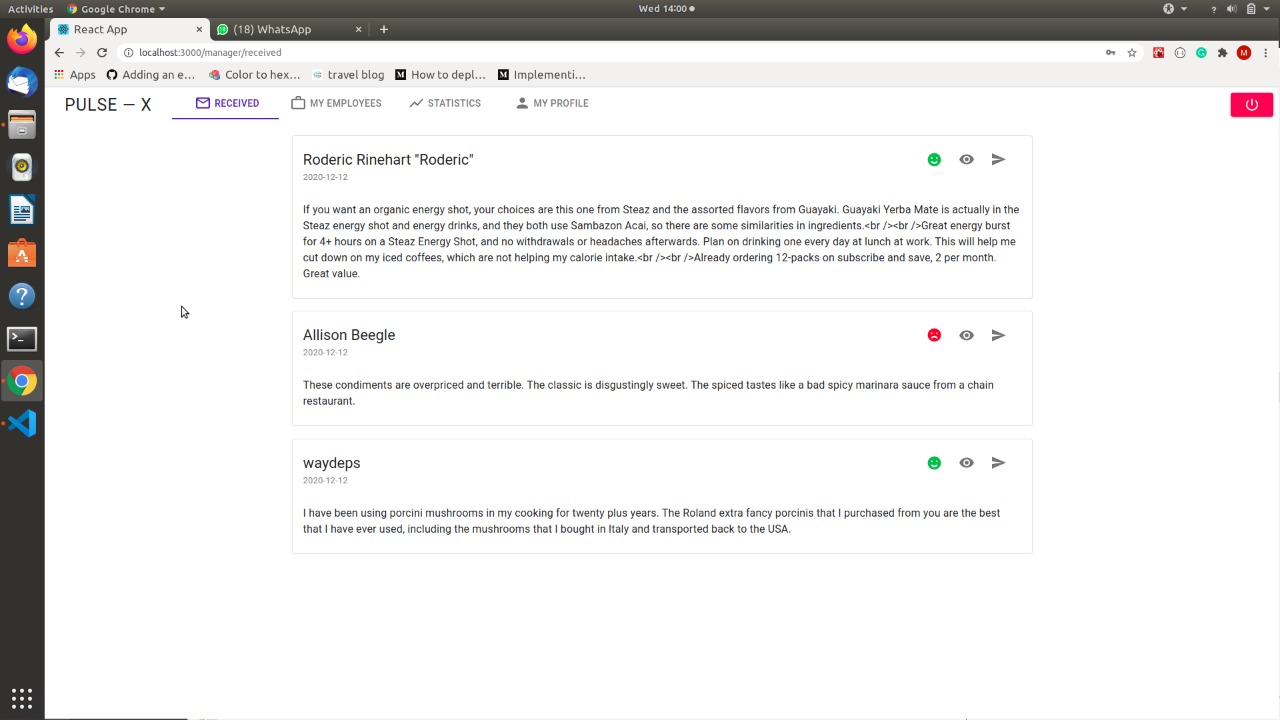 Activities Google Chrome Wed 14:00
React App (18) WhatsApp
localhost:3000/manager/received M
Apps Adding an e... Color to hex... travel blog How to depl... Implementi...
PULSE — X RECEIVED MY EMPLOYEES STATISTICS MY PROFILE
Roderic Rinehart "Roderic"
2020-12-12
If you want an organic energy shot, your choices are this one from Steaz and the assorted flavors from Guayaki. Guayaki Yerba Mate is actually in the
Steaz energy shot and energy drinks, and they both use Sambazon Acai, so there are some similarities in ingredients.<br /><br />Great energy burst
for 4+ hours on a Steaz Energy Shot, and no withdrawals or headaches afterwards. Plan on drinking one every day at lunch at work. This will help me
cut down on my iced coffees, which are not helping my calorie intake.<br /><br />Already ordering 12-packs on subscribe and save, 2 per month.
Great value.
Allison Beegle
2020-12-12
These condiments are overpriced and terrible. The classic is disgustingly sweet. The spiced tastes like a bad spicy marinara sauce from a chain
restaurant.
waydeps
2020-12-12
I have been using porcini mushrooms in my cooking for twenty plus years. The Roland extra fancy porcinis that I purchased from you are the best
that I have ever used, including the mushrooms that I bought in Italy and transported back to the USA.